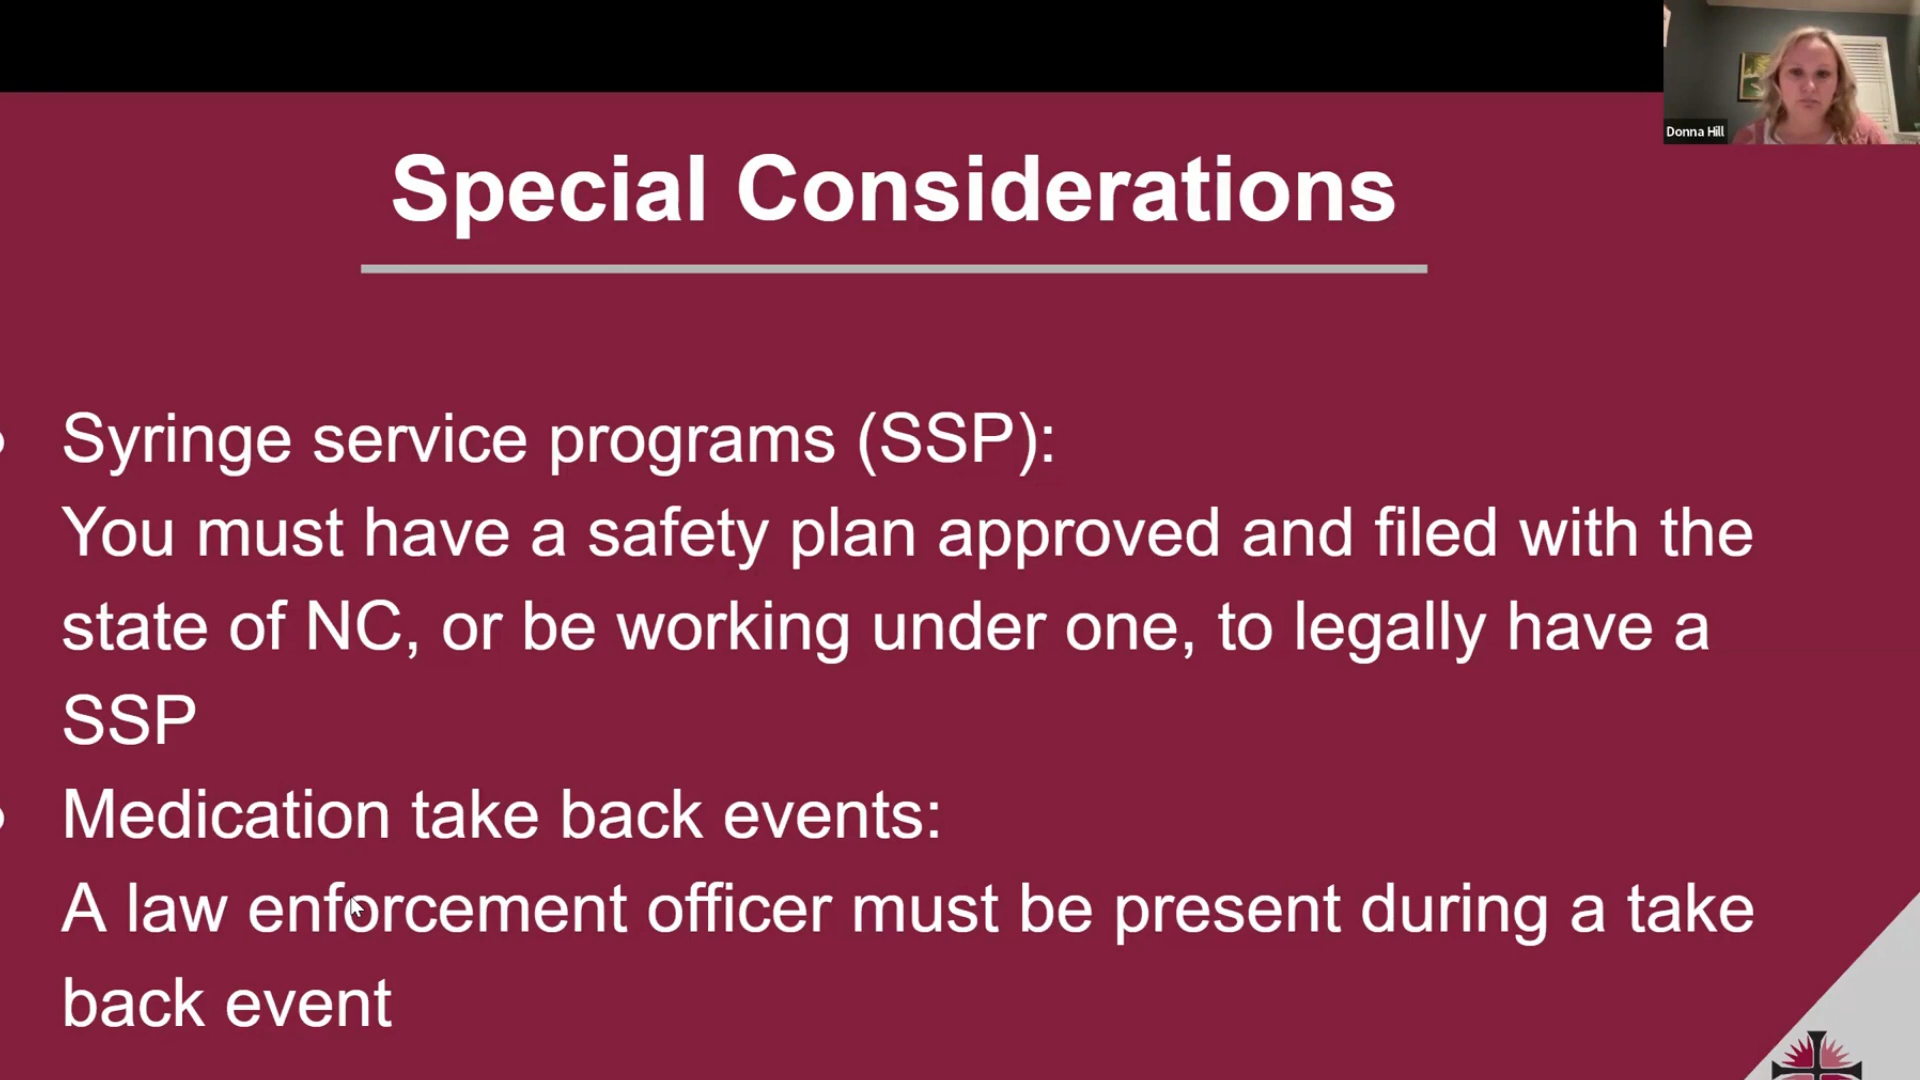 Donna Hill
Special Considerations
• Syringe service programs (SSP):
You must have a safety plan approved and filed with the
state of NC, or be working under one, to legally have a
SSP
• Medication take back events:
A law enforcement officer must be present during a take
back event